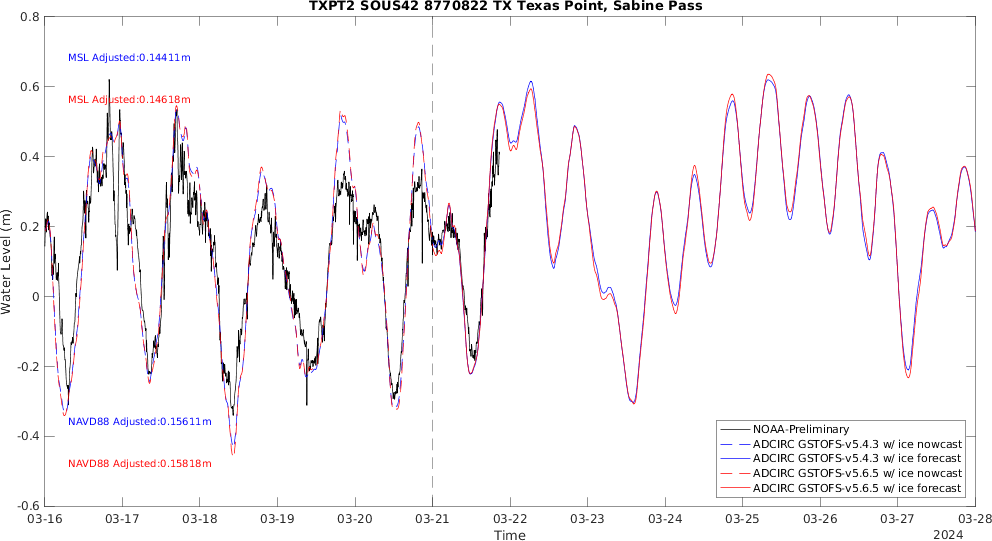 TXPT2 SOUS42 8770822 TX Texas Point, Sabine Pass
0.8
0.6
0.4
0.2
0
-0.2
-0.4
-0.6
Water Level (m)
MSL Adjusted:0.14411m
MSL Adjusted:0.14618m
NAVD88 Adjusted:0.15611m
NAVD88 Adjusted:0.15818m
NOAA-Preliminary
ADCIRC GSTOFS-v5.4.3 w/ ice nowcast
ADCIRC GSTOFS-v5.4.3 w/ ice forecast
ADCIRC GSTOFS-v5.6.5 w/ ice nowcast
ADCIRC GSTOFS-v5.6.5 w/ ice forecast
03-16 03-17 03-18 03-19 03-20 03-21 03-22 03-23 03-24 03-25 03-26 03-27 03-28
Time
2024